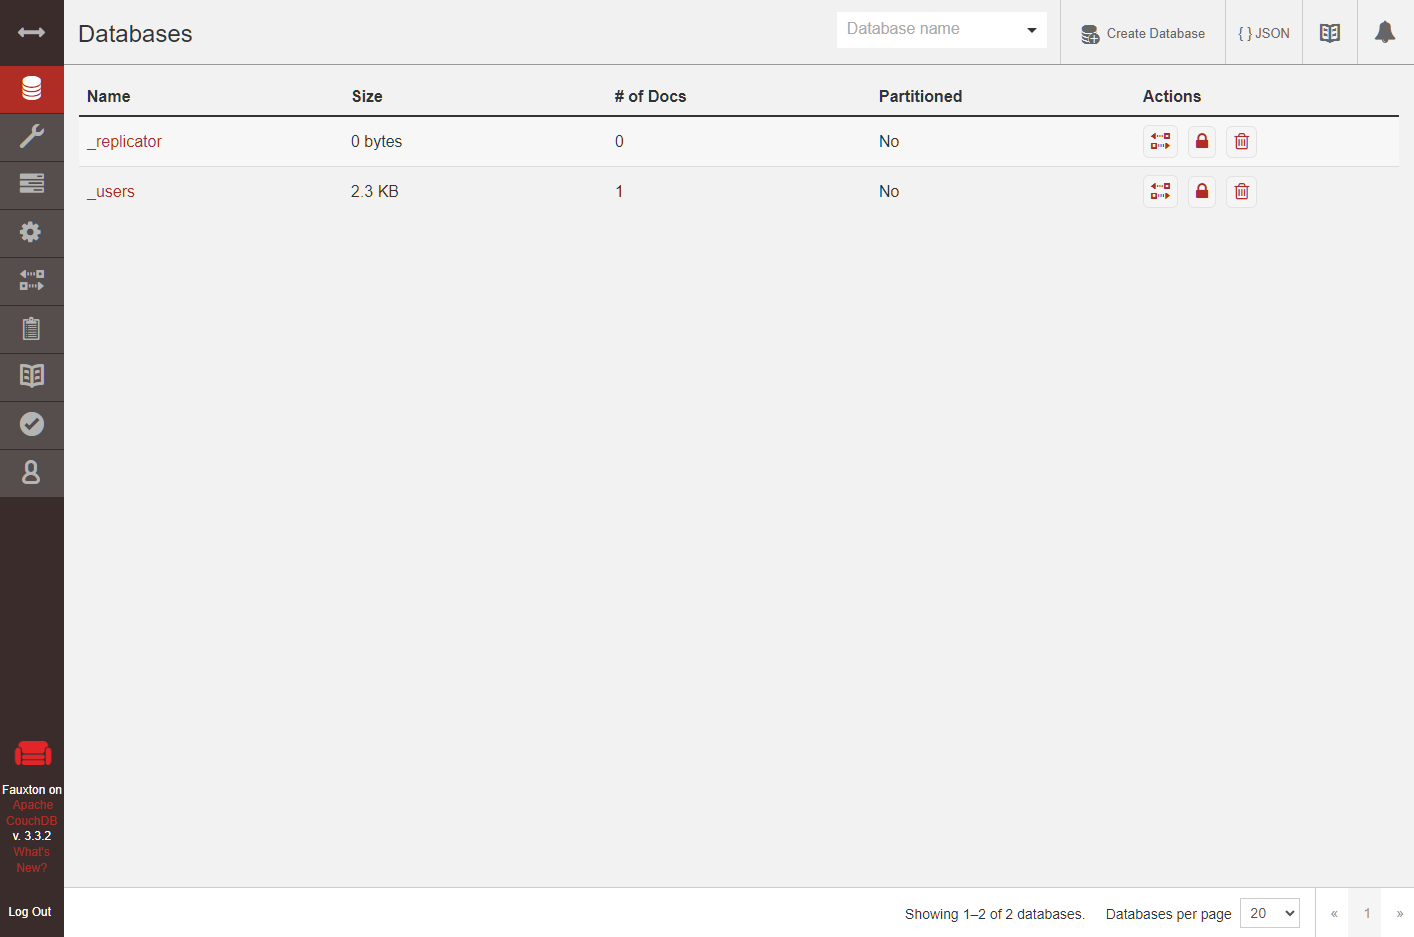 Databases
Database name
Create Database
{ } JSON
Name Size # of Docs Partitioned Actions
_replicator 0 bytes 0 No
_users 2.3 KB 1 No
Fauxton on
Apache
CouchDB
v. 3.3.2
What's
New?
Log Out
Showing 1–2 of 2 databases. Databases per page 20 « 1 »